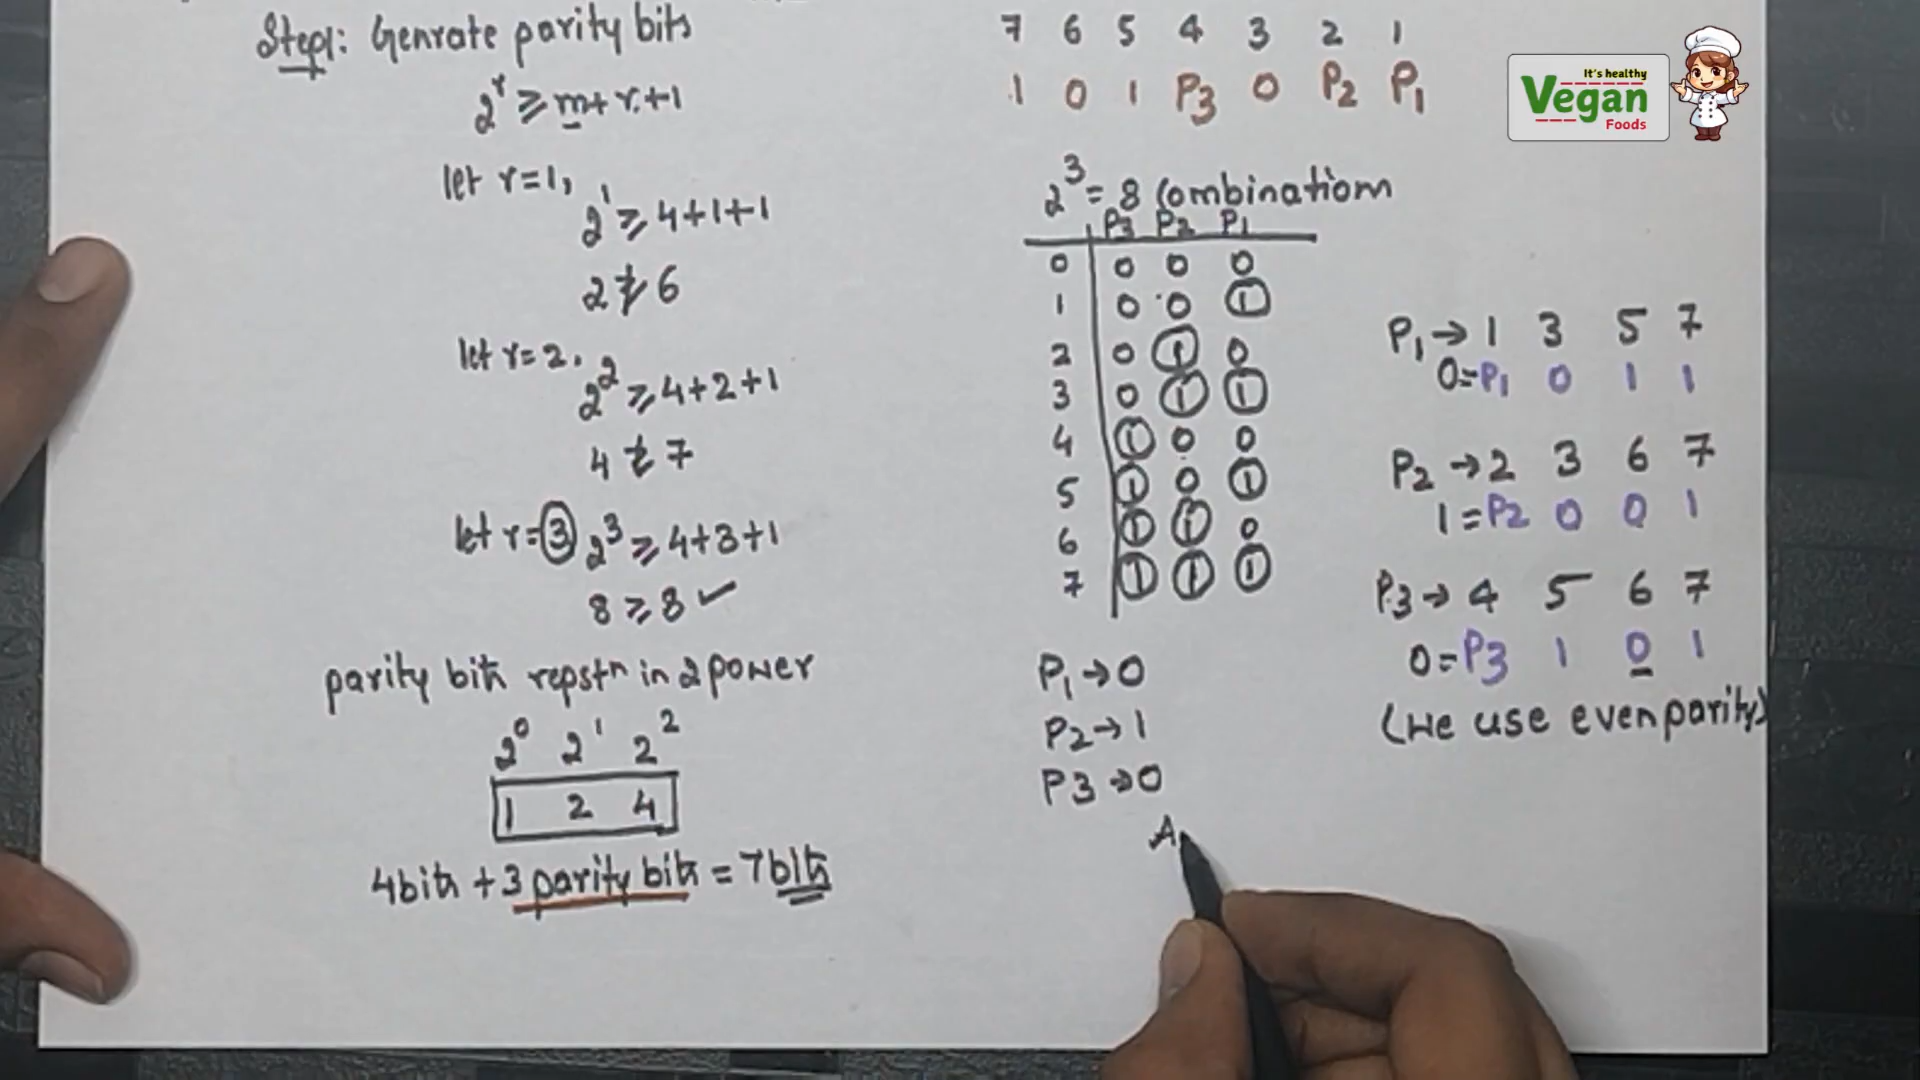 Step1: Genrate parity bits
2^r ≥ m+r+1
let r=1,
2^1 ≥ 4+1+1
2 ≱ 6
let r=2.
2^2 ≥ 4+2+1
4 ≱ 7
let r=3 2^3 ≥ 4+3+1
8 ≥ 8 ✓
parity bits repstn in 2 power
2^0 2^1 2^2
1 2 4
4bits + 3 parity bits = 7bits
7 6 5 4 3 2 1
1 0 1 P3 0 P2 P1
2^3 = 8 Combinations
P3 P2 P1
0 0 0 0
1 0 0 1
2 0 1 0
3 0 1 1
4 1 0 0
5 1 0 1
6 1 1 0
7 1 1 1
P1→0
P2→1
P3→0
A
P1→1 3 5 7
0=P1 0 1 1
P2→2 3 6 7
1=P2 0 0 1
P3→4 5 6 7
0=P3 1 0 1
(We use even parity)
It's healthy
Vegan
Foods